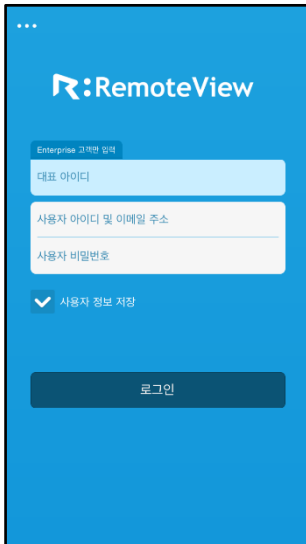 R:RemoteView
Enterprise 고객만 입력
대표 아이디
사용자 아이디 및 이메일 주소
사용자 비밀번호
사용자 정보 저장
로그인